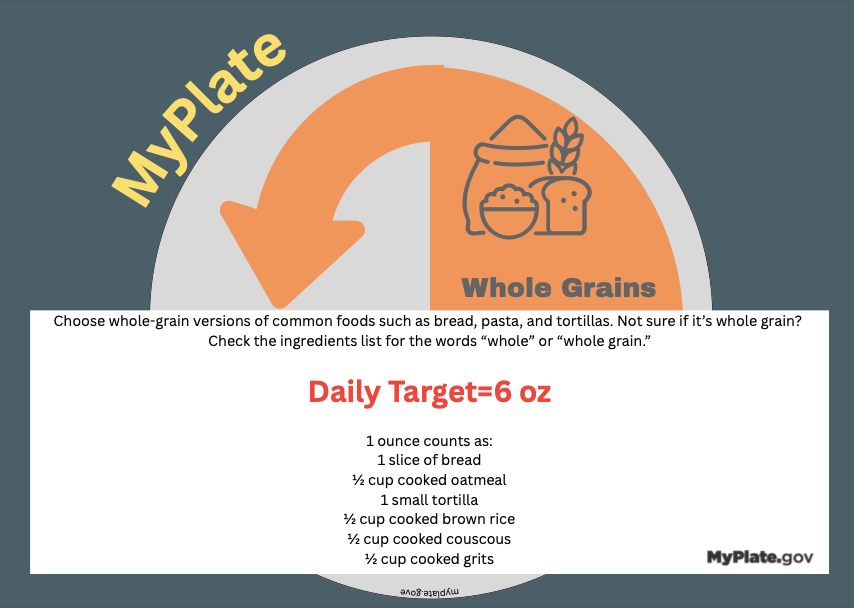 MyPlate
Whole Grains
Choose whole-grain versions of common foods such as bread, pasta, and tortillas. Not sure if it’s whole grain?
Check the ingredients list for the words “whole” or “whole grain.”
Daily Target=6 oz
1 ounce counts as:
1 slice of bread
½ cup cooked oatmeal
1 small tortilla
½ cup cooked brown rice
½ cup cooked couscous
½ cup cooked grits
MyPlate.gov
myplate.gove